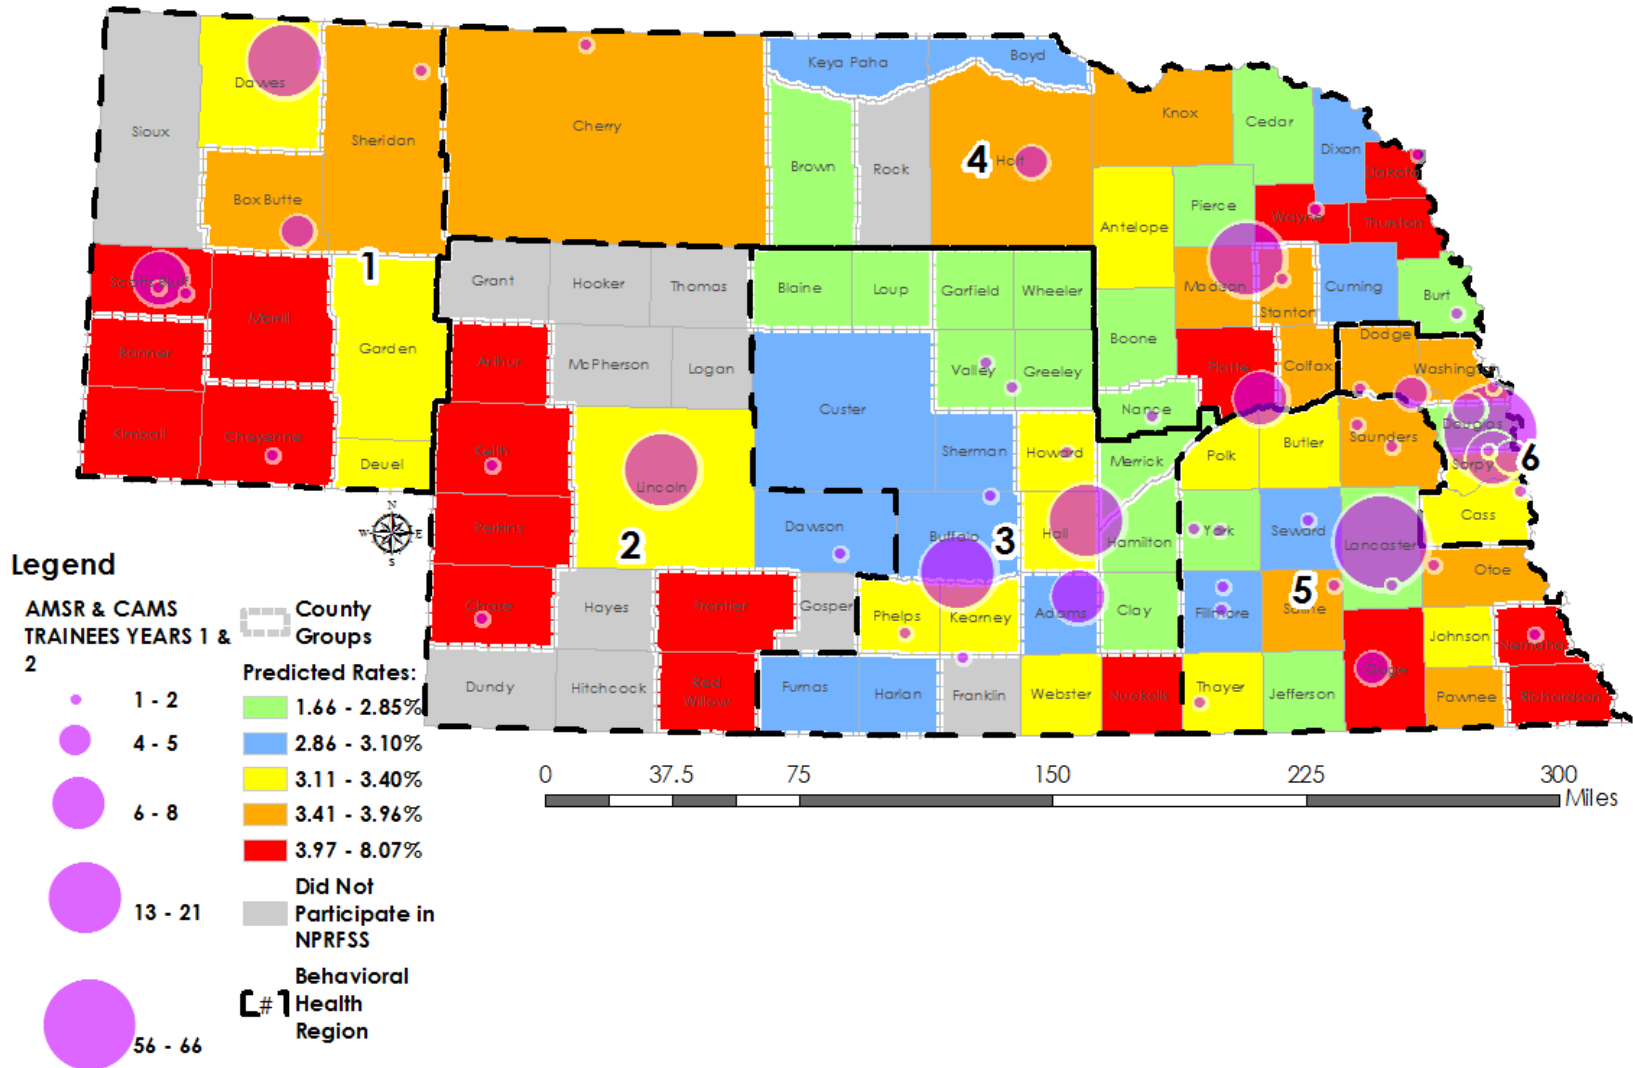 Keya Paha
Boyd
Dawes
Sioux
Sheridan
Cherry
Knox
Cedar
Dixon
Dakota
Brown
Rock
4
Holt
Box Butte
Pierce
Wayne
Thurston
Antelope
1
Scotts Bluff
Grant
Hooker
Thomas
Blaine
Loup
Garfield
Wheeler
Madison
Stanton
Cuming
Burt
Morrill
Banner
Garden
Arthur
McPherson
Logan
Valley
Greeley
Boone
Platte
Colfax
Dodge
Washington
Custer
Nance
Kimball
Cheyenne
Deuel
Keith
Lincoln
Sherman
Howard
Merrick
Polk
Butler
Saunders
Douglas
Sarpy
6
N
W
E
S
Perkins
2
Dawson
Buffalo
3
Hall
Hamilton
York
Seward
Lancaster
Cass
Chase
Hayes
Frontier
Gosper
Phelps
Kearney
Adams
Clay
Fillmore
5
Saline
Otoe
Johnson
Nemaha
Dundy
Hitchcock
Red
Willow
Furnas
Harlan
Franklin
Webster
Nuckolls
Thayer
Jefferson
Gage
Pawnee
Richardson
Legend
AMSR & CAMS
TRAINEES YEARS 1 &
2
1 - 2
4 - 5
6 - 8
13 - 21
56 - 66
County
Groups
Predicted Rates:
1.66 - 2.85%
2.86 - 3.10%
3.11 - 3.40%
3.41 - 3.96%
3.97 - 8.07%
Did Not
Participate in
NPRFSS
#
Behavioral
Health
Region
0
37.5
75
150
225
300
Miles